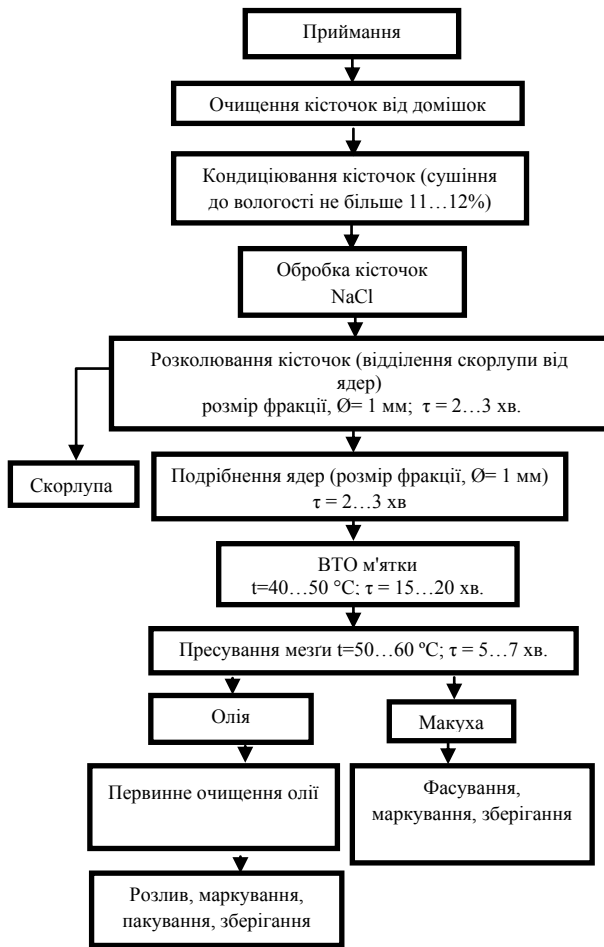 Приймання
Очищення кісточок від домішок
Кондиціювання кісточок (сушіння
до вологості не більше 11…12%)
Обробка кісточок
NaCl
Розколювання кісточок (відділення скорлупи від
ядер)
розмір фракції, Ø= 1 мм;  τ = 2…3 хв.
Скорлупа
Подрібнення ядер (розмір фракції, Ø= 1 мм)
τ = 2…3 хв
ВТО м'ятки
t=40…50 °С; τ = 15…20 хв.
Пресування мезги t=50…60 ºС; τ = 5…7 хв.
Олія
Макуха
Первинне очищення олії
Фасування,
маркування, зберігання
Розлив, маркування,
пакування, зберігання